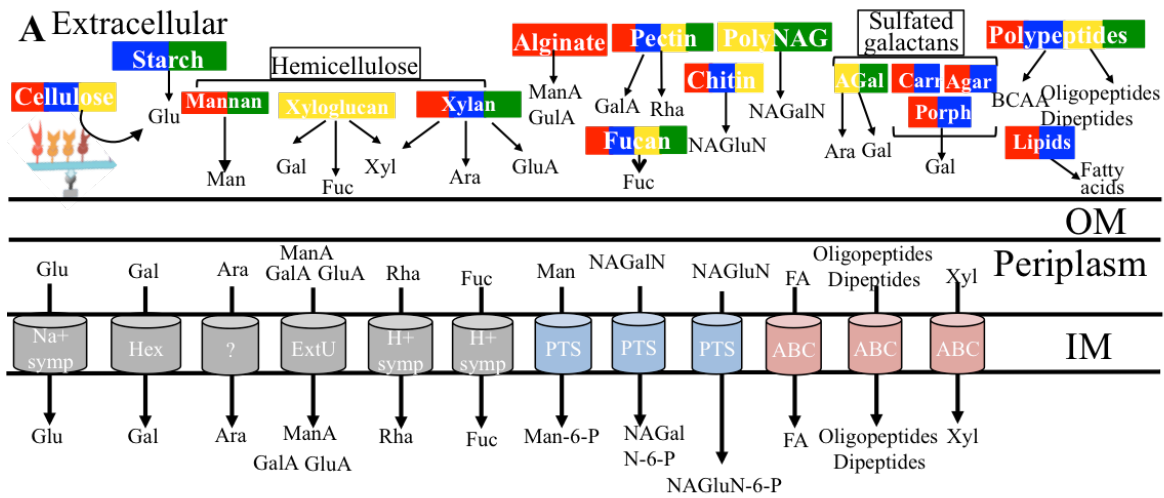 A Extracellular
Starch
Cellulose
Glu
Hemicellulose
Mannan
Xyloglucan
Xylan
Man
Gal
Fuc
Xyl
Ara
GluA
Alginate
ManA
GulA
Pectin
GalA
Rha
PolyNAG
NAGalN
Chitin
NAGluN
Fucan
Fuc
Sulfated
galactans
AGal
Carr
Agar
Porph
Ara
Gal
Gal
Polypeptides
BCAA
Oligopeptides
Dipeptides
Lipids
Fatty
acids
OM
Periplasm
Glu
Gal
Ara
ManA
GalA GluA
Rha
Fuc
Man
NAGalN
NAGluN
FA
Oligopeptides
Dipeptides
Xyl
Na+
symp
Hex
?
ExtU
H+
symp
H+
symp
PTS
PTS
PTS
ABC
ABC
ABC
IM
Glu
Gal
Ara
ManA
GalA GluA
Rha
Fuc
Man-6-P
NAGal
N-6-P
NAGluN-6-P
FA
Oligopeptides
Dipeptides
Xyl